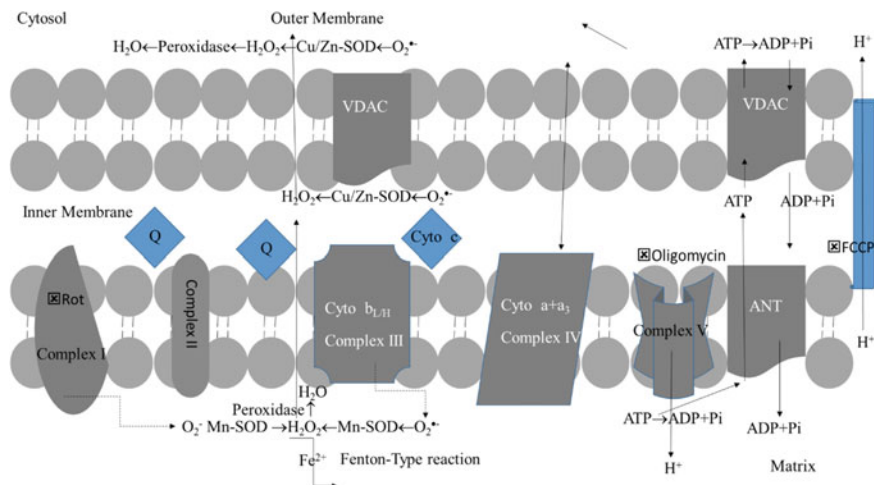 Cytosol
Outer Membrane
H₂O←Peroxidase←H₂O₂←Cu/Zn-SOD←O₂•-
ATP→ADP+Pi
H⁺
VDAC
VDAC
H₂O₂←Cu/Zn-SOD←O₂•-
ATP
ADP+Pi
Inner Membrane
Q
Q
Cyto c
☒Oligomycin
☒FCCP
☒Rot
Complex I
Complex II
Cyto b_L/H
Complex III
Cyto a+a₃
Complex IV
Complex V
ANT
H⁺
H₂O
Peroxidase
O₂⁻ Mn-SOD →H₂O₂←Mn-SOD←O₂•-
ATP→ADP+Pi
ADP+Pi
Fe²⁺ Fenton-Type reaction
H⁺
Matrix